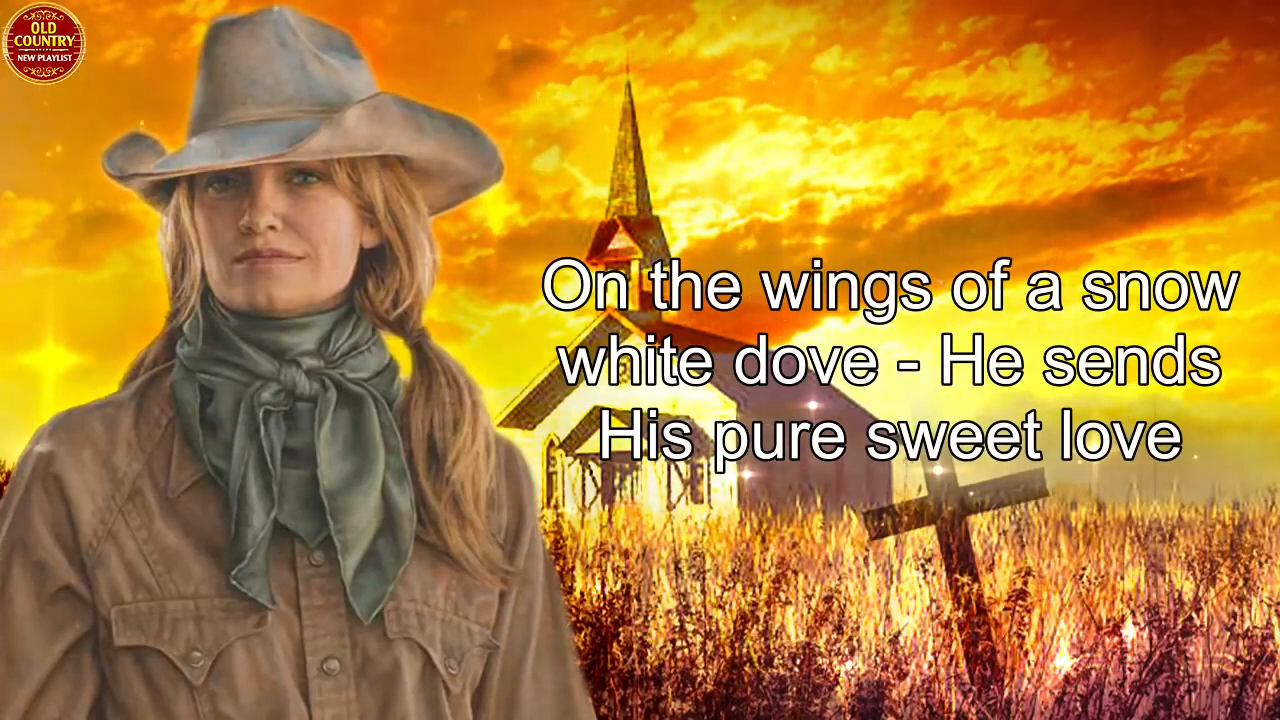 OLD
COUNTRY
NEW PLAYLIST
On the wings of a snow
white dove - He sends
His pure sweet love